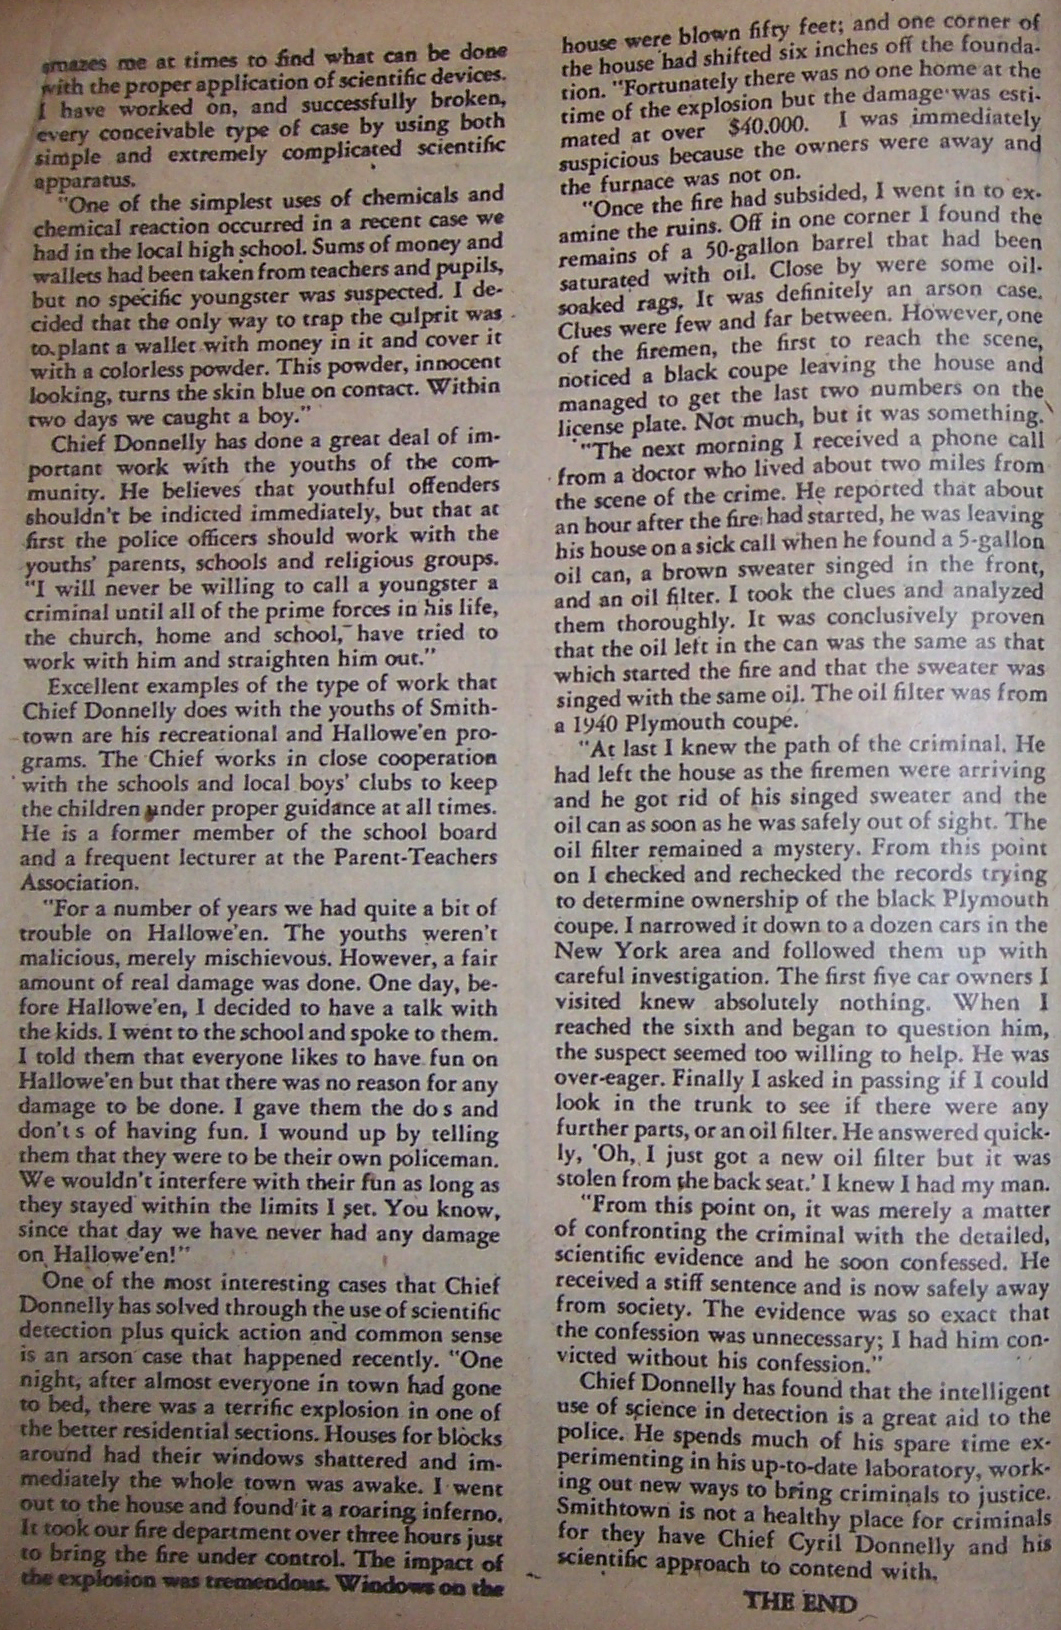 amazes me at times to find what can be done
with the proper application of scientific devices.
I have worked on, and successfully broken,
every conceivable type of case by using both
simple and extremely complicated scientific
apparatus.
"One of the simplest uses of chemicals and
chemical reaction occurred in a recent case we
had in the local high school. Sums of money and
wallets had been taken from teachers and pupils,
but no specific youngster was suspected. I de-
cided that the only way to trap the culprit was
to plant a wallet with money in it and cover it
with a colorless powder. This powder, innocent
looking, turns the skin blue on contact. Within
two days we caught a boy."
Chief Donnelly has done a great deal of im-
portant work with the youths of the com-
munity. He believes that youthful offenders
shouldn't be indicted immediately, but that at
first the police officers should work with the
youths' parents, schools and religious groups.
"I will never be willing to call a youngster a
criminal until all of the prime forces in his life,
the church, home and school, have tried to
work with him and straighten him out."
Excellent examples of the type of work that
Chief Donnelly does with the youths of Smith-
town are his recreational and Hallowe'en pro-
grams. The Chief works in close cooperation
with the schools and local boys' clubs to keep
the children under proper guidance at all times.
He is a former member of the school board
and a frequent lecturer at the Parent-Teachers
Association.
"For a number of years we had quite a bit of
trouble on Hallowe'en. The youths weren't
malicious, merely mischievous. However, a fair
amount of real damage was done. One day, be-
fore Hallowe'en, I decided to have a talk with
the kids. I went to the school and spoke to them.
I told them that everyone likes to have fun on
Hallowe'en but that there was no reason for any
damage to be done. I gave them the do s and
don't s of having fun. I wound up by telling
them that they were to be their own policeman.
We wouldn't interfere with their fun as long as
they stayed within the limits I set. You know,
since that day we have never had any damage
on Hallowe'en!"
One of the most interesting cases that Chief
Donnelly has solved through the use of scientific
detection plus quick action and common sense
is an arson case that happened recently. "One
night, after almost everyone in town had gone
to bed, there was a terrific explosion in one of
the better residential sections. Houses for blocks
around had their windows shattered and im-
mediately the whole town was awake. I went
out to the house and found it a roaring inferno.
It took our fire department over three hours just
to bring the fire under control. The impact of
the explosion was tremendous. Windows on the
house were blown fifty feet; and one corner of
the house had shifted six inches off the founda-
tion. "Fortunately there was no one home at the
time of the explosion but the damage was esti-
mated at over $40.000. I was immediately
suspicious because the owners were away and
the furnace was not on.
"Once the fire had subsided, I went in to ex-
amine the ruins. Off in one corner I found the
remains of a 50-gallon barrel that had been
saturated with oil. Close by were some oil-
soaked rags. It was definitely an arson case.
Clues were few and far between. However, one
of the firemen, the first to reach the scene,
noticed a black coupe leaving the house and
managed to get the last two numbers on the
license plate. Not much, but it was something.
"The next morning I received a phone call
from a doctor who lived about two miles from
the scene of the crime. He reported that about
an hour after the fire had started, he was leaving
his house on a sick call when he found a 5-gallon
oil can, a brown sweater singed in the front,
and an oil filter. I took the clues and analyzed
them thoroughly. It was conclusively proven
that the oil left in the can was the same as that
which started the fire and that the sweater was
singed with the same oil. The oil filter was from
a 1940 Plymouth coupe.
"At last I knew the path of the criminal. He
had left the house as the firemen were arriving
and he got rid of his singed sweater and the
oil can as soon as he was safely out of sight. The
oil filter remained a mystery. From this point
on I checked and rechecked the records trying
to determine ownership of the black Plymouth
coupe. I narrowed it down to a dozen cars in the
New York area and followed them up with
careful investigation. The first five car owners I
visited knew absolutely nothing. When I
reached the sixth and began to question him,
the suspect seemed too willing to help. He was
over-eager. Finally I asked in passing if I could
look in the trunk to see if there were any
further parts, or an oil filter. He answered quick-
ly, 'Oh, I just got a new oil filter but it was
stolen from the back seat.' I knew I had my man.
"From this point on, it was merely a matter
of confronting the criminal with the detailed,
scientific evidence and he soon confessed. He
received a stiff sentence and is now safely away
from society. The evidence was so exact that
the confession was unnecessary; I had him con-
victed without his confession."
Chief Donnelly has found that the intelligent
use of science in detection is a great aid to the
police. He spends much of his spare time ex-
perimenting in his up-to-date laboratory, work-
ing out new ways to bring criminals to justice.
Smithtown is not a healthy place for criminals
for they have Chief Cyril Donnelly and his
scientific approach to contend with.
THE END